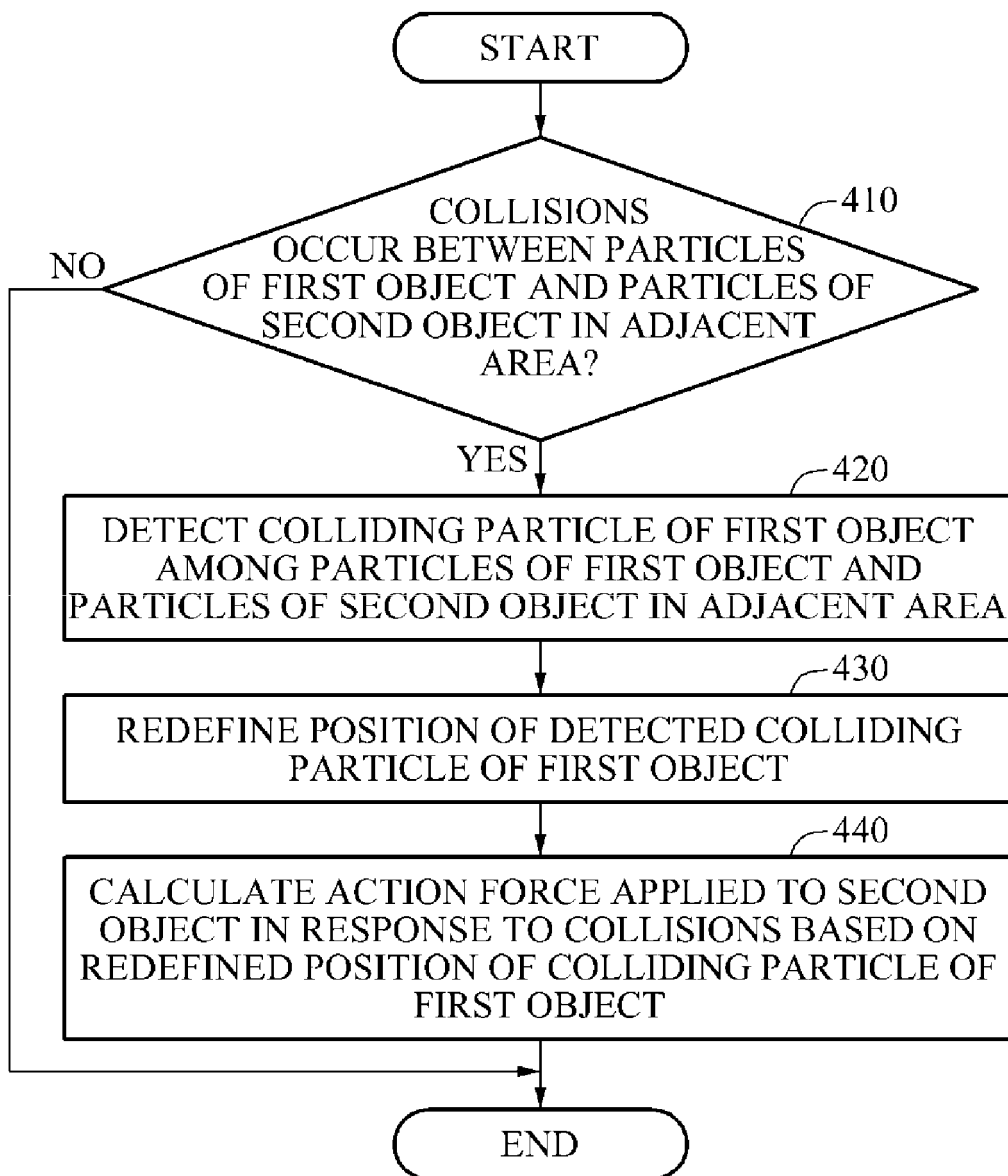 START
410
COLLISIONS
OCCUR BETWEEN PARTICLES
NO
OF FIRST OBJECT AND PARTICLES OF
SECOND OBJECT IN ADJACENT
AREA?
YES
420
DETECT COLLIDING PARTICLE OF FIRST OBJECT
AMONG PARTICLES OF FIRST OBJECT AND
PARTICLES OF SECOND OBJECT IN ADJACENT AREA
430
REDEFINE POSITION OF DETECTED COLLIDING
PARTICLE OF FIRST OBJECT
440
CALCULATE ACTION FORCE APPLIED TO SECOND
OBJECT IN RESPONSE TO COLLISIONS BASED ON
REDEFINED POSITION OF COLLIDING PARTICLE OF
FIRST OBJECT
END